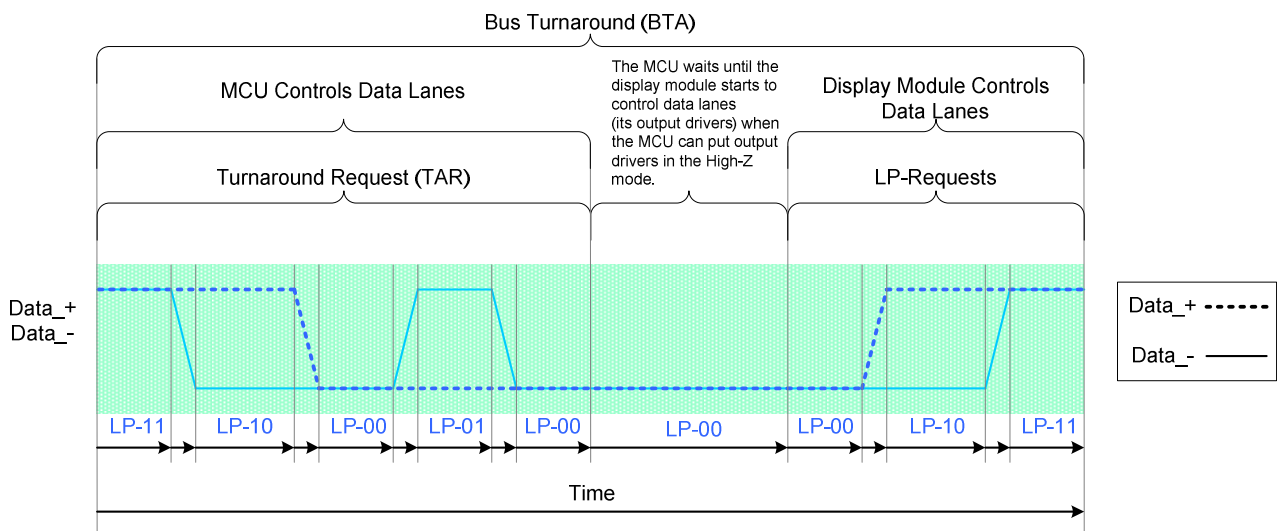 Bus Turnaround (BTA)
MCU Controls Data Lanes
The MCU waits until the
display module starts to
control data lanes
(its output drivers) when
the MCU can put output
drivers in the High-Z
mode.
Display Module Controls
Data Lanes
Turnaround Request (TAR)
LP-Requests
Data_+
Data_-
Data_+
Data_-
LP-11
LP-10
LP-00
LP-01
LP-00
LP-00
LP-00
LP-10
LP-11
Time